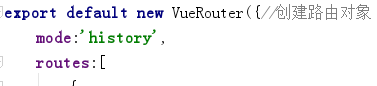 export default new VueRouter({//创建路由对象
mode:'history',
routes:[
{